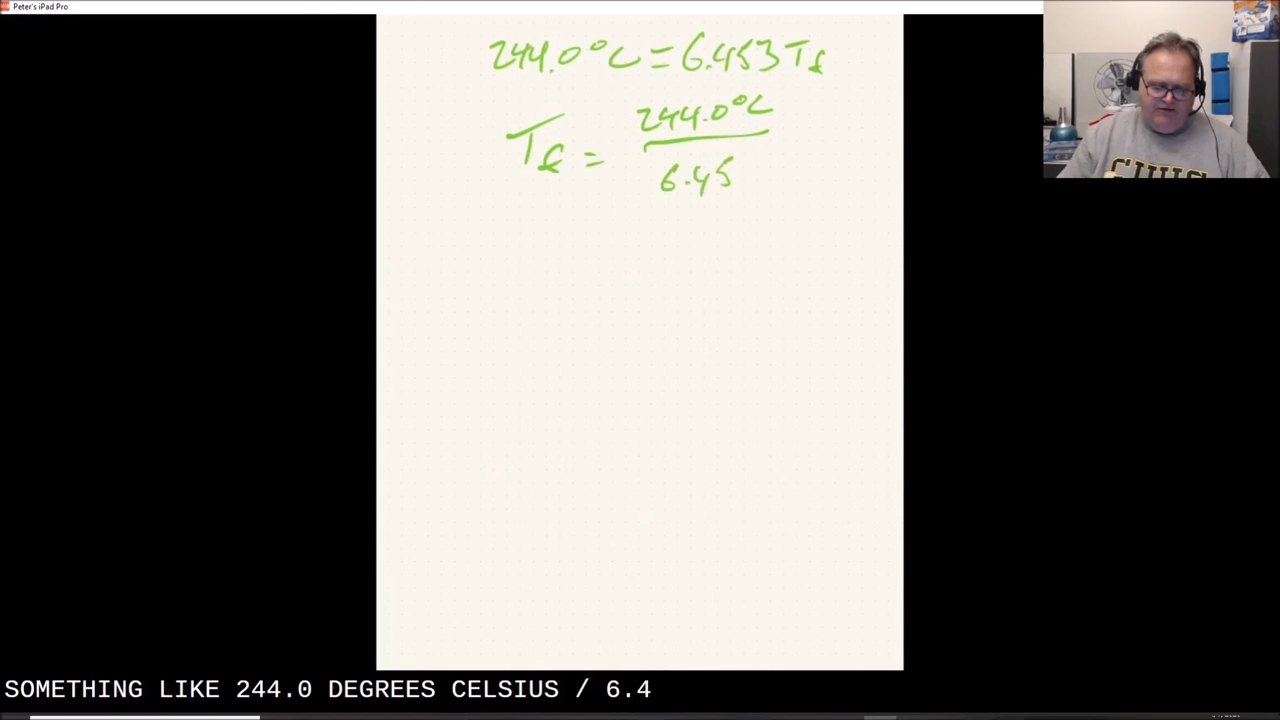 Peter's iPad Pro
244.0°C = 6.453 Tf
Tf = 244.0°C
6.45
SOMETHING LIKE 244.0 DEGREES CELSIUS / 6.4